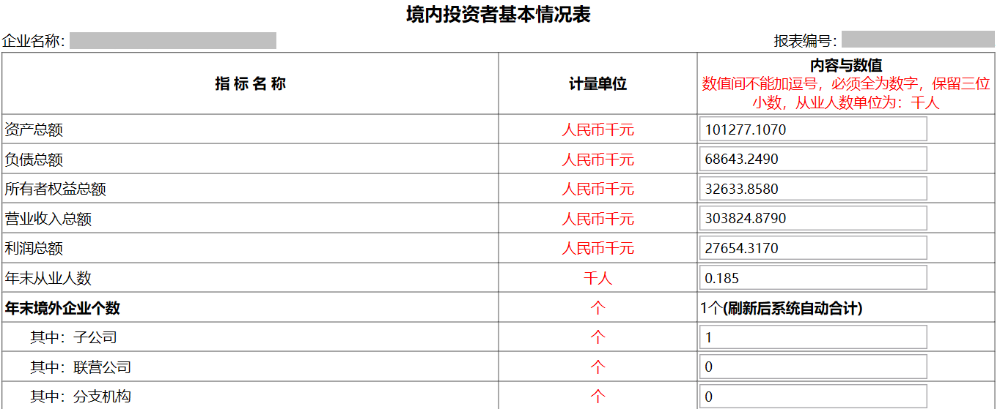 境内投资者基本情况表
企业名称： 报表编号：
指 标 名 称 计量单位 内容与数值
数值间不能加逗号，必须全为数字，保留三位
小数，从业人数单位为：千人
资产总额 人民币千元 101277.1070
负债总额 人民币千元 68643.2490
所有者权益总额 人民币千元 32633.8580
营业收入总额 人民币千元 303824.8790
利润总额 人民币千元 27654.3170
年末从业人数 千人 0.185
年末境外企业个数 个 1个(刷新后系统自动合计)
其中：子公司 个 1
其中：联营公司 个 0
其中：分支机构 个 0